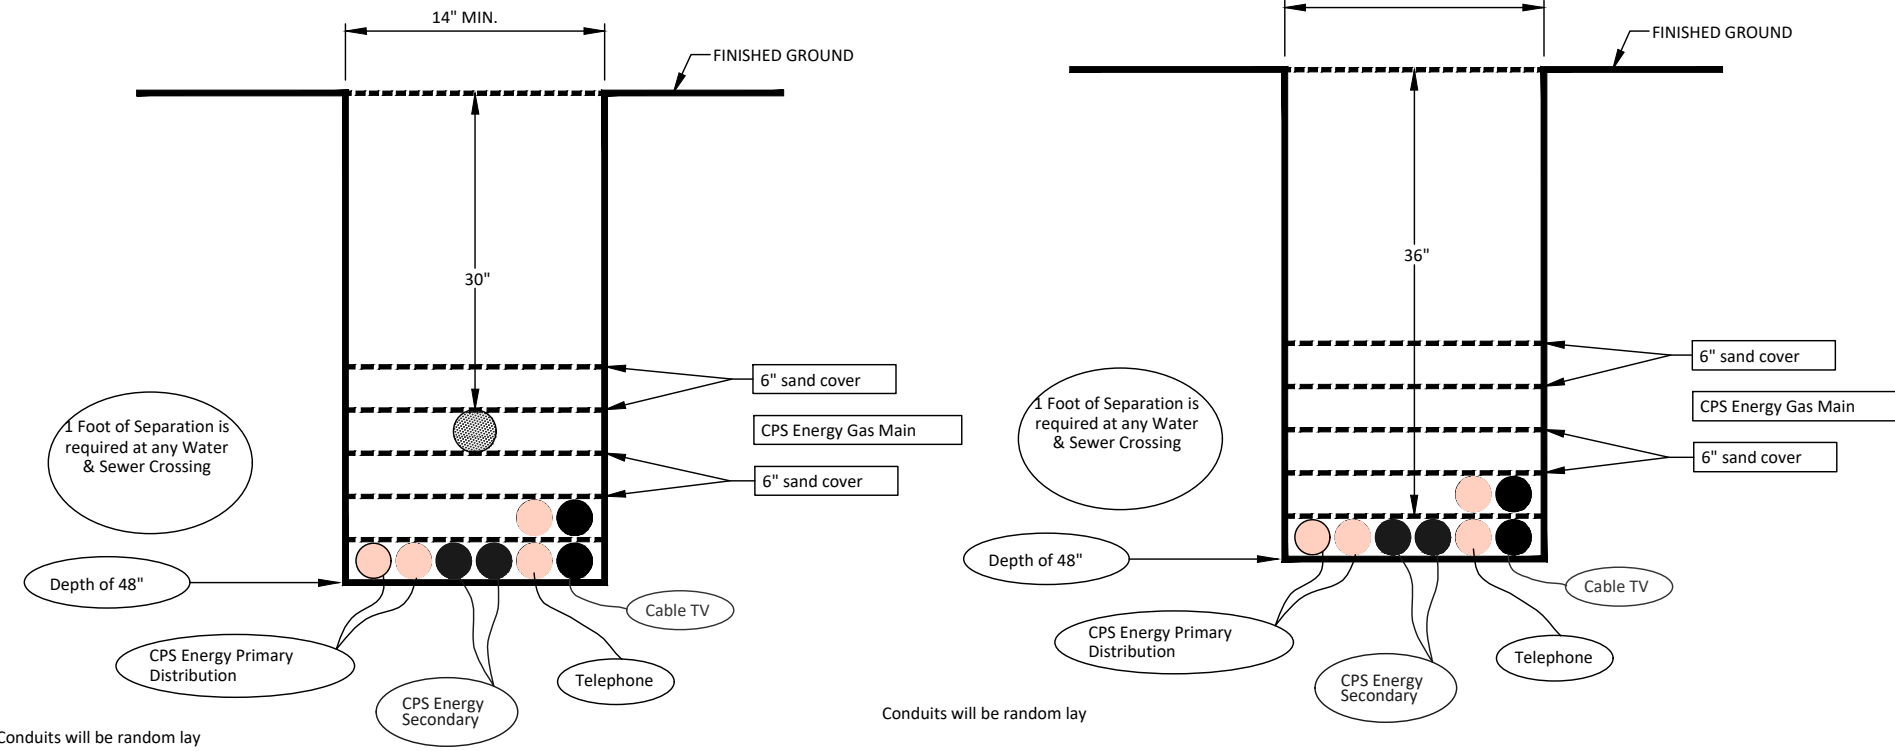 14" MIN.
FINISHED GROUND
30"
6" sand cover
CPS Energy Gas Main
6" sand cover
1 Foot of Separation is
required at any Water
& Sewer Crossing
Depth of 48"
Cable TV
CPS Energy Primary
Distribution
Telephone
CPS Energy
Secondary
Conduits will be random lay
FINISHED GROUND
36"
6" sand cover
CPS Energy Gas Main
6" sand cover
1 Foot of Separation is
required at any Water
& Sewer Crossing
Depth of 48"
Cable TV
CPS Energy Primary
Distribution
Telephone
CPS Energy
Secondary
Conduits will be random lay